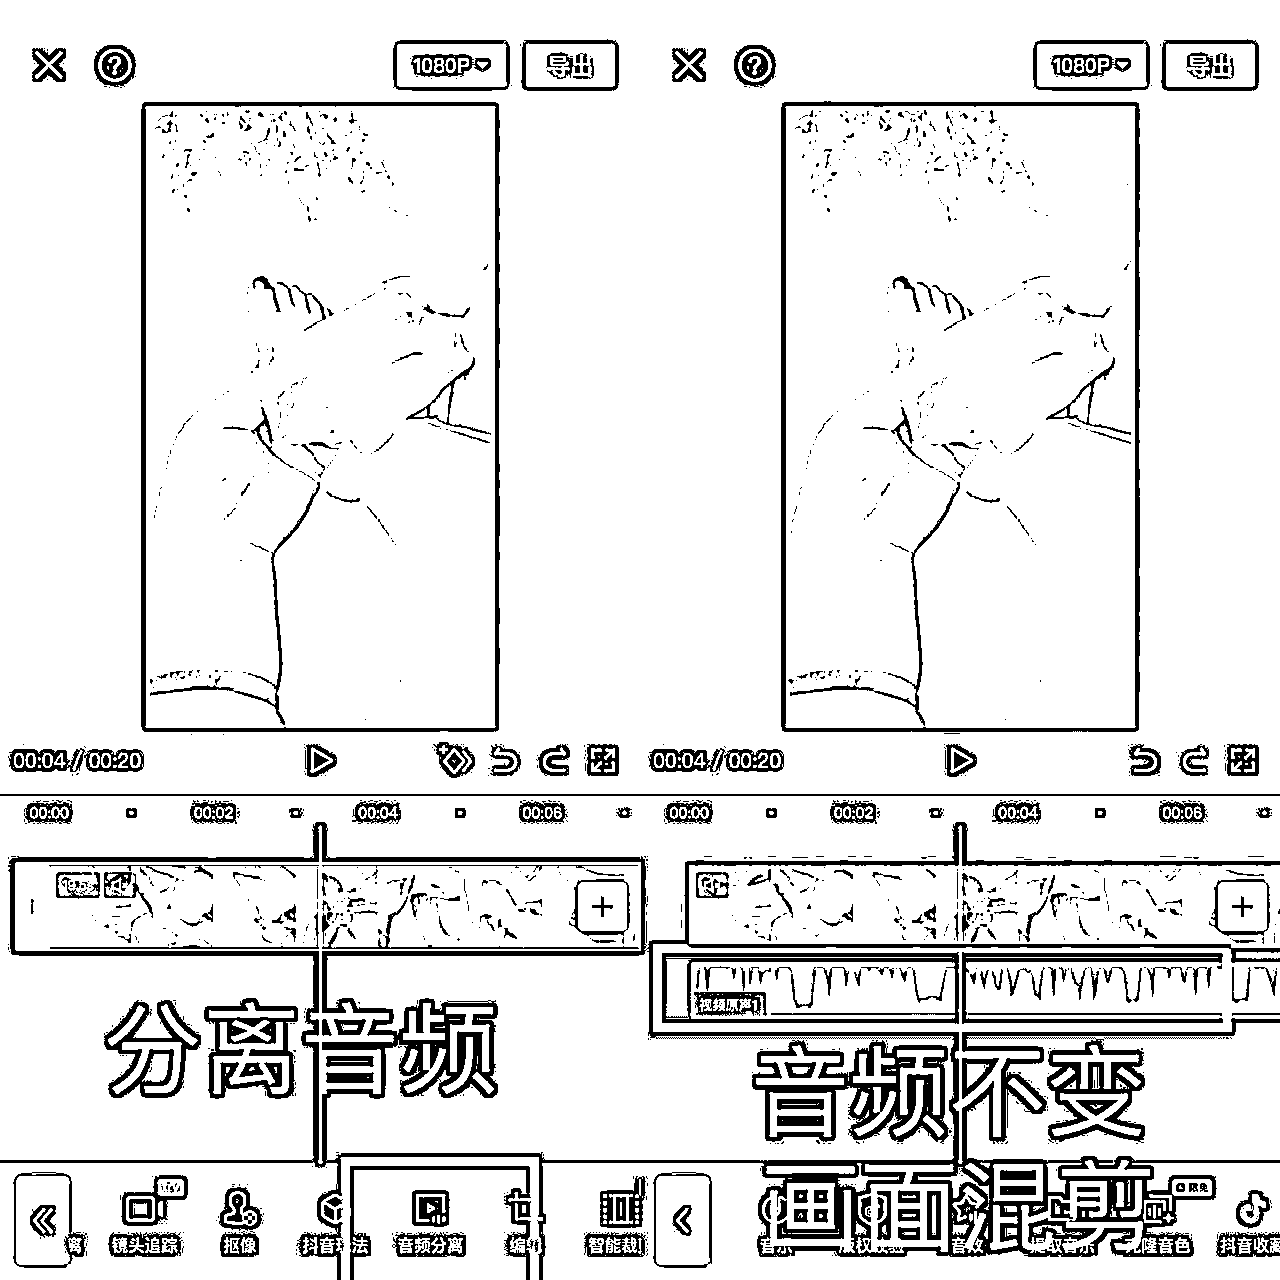 1080P 导出
1080P 导出
00:04 // 00:20
00:04 // 00:20
00:00 00:02 00:04 00:06
00:00 00:02 00:04 00:06
视频原声1
分离音频
音频不变
画面混剪
离 镜头追踪 抠像 抖音玩法 音频分离 编辑 智能裁
音乐 版权校验 音效 提取音乐 克隆音色 抖音收藏